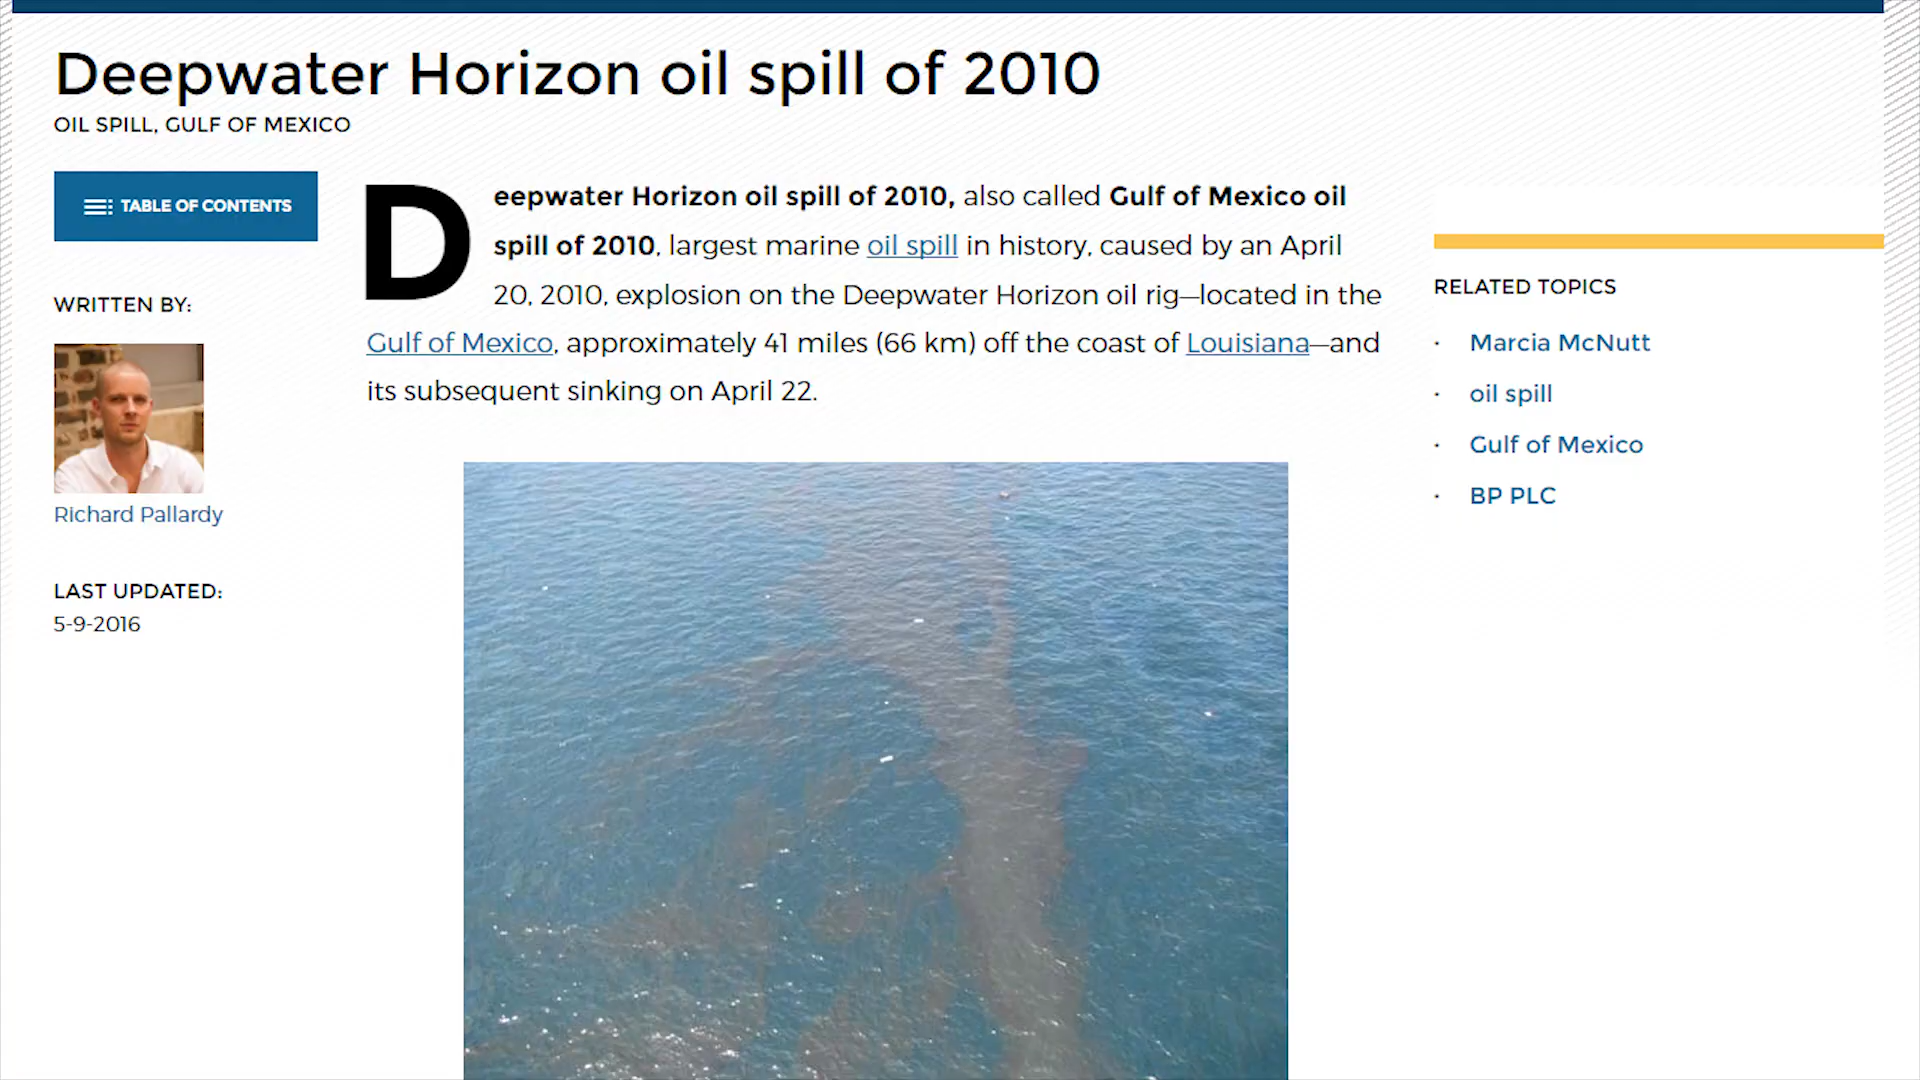 Deepwater Horizon oil spill of 2010
OIL SPILL, GULF OF MEXICO
TABLE OF CONTENTS
WRITTEN BY:
Richard Pallardy
LAST UPDATED:
5-9-2016
Deepwater Horizon oil spill of 2010, also called Gulf of Mexico oil
spill of 2010, largest marine oil spill in history, caused by an April
20, 2010, explosion on the Deepwater Horizon oil rig—located in the
Gulf of Mexico, approximately 41 miles (66 km) off the coast of Louisiana—and
its subsequent sinking on April 22.
RELATED TOPICS
· Marcia McNutt
· oil spill
· Gulf of Mexico
· BP PLC